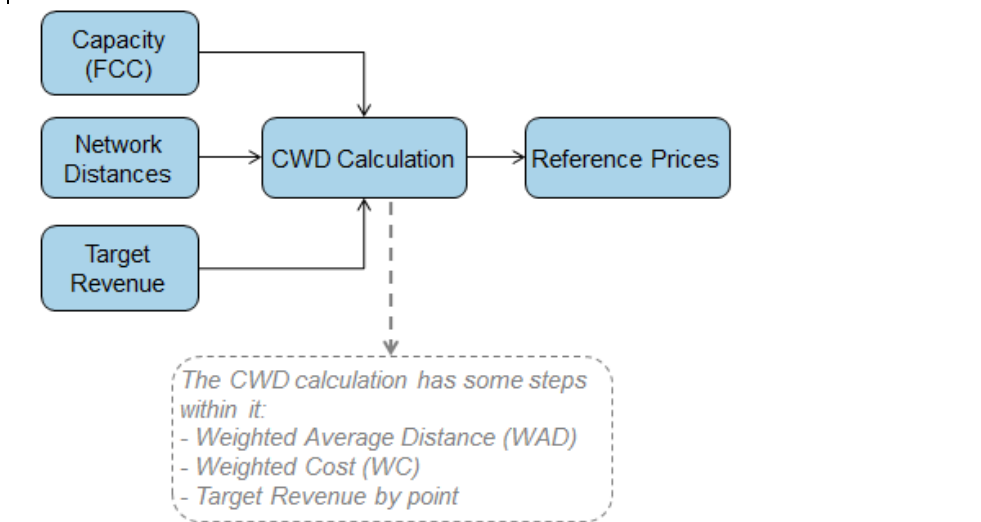 Capacity
(FCC)
Network
Distances
CWD Calculation
Reference Prices
Target
Revenue
The CWD calculation has some steps
within it:
- Weighted Average Distance (WAD)
- Weighted Cost (WC)
- Target Revenue by point